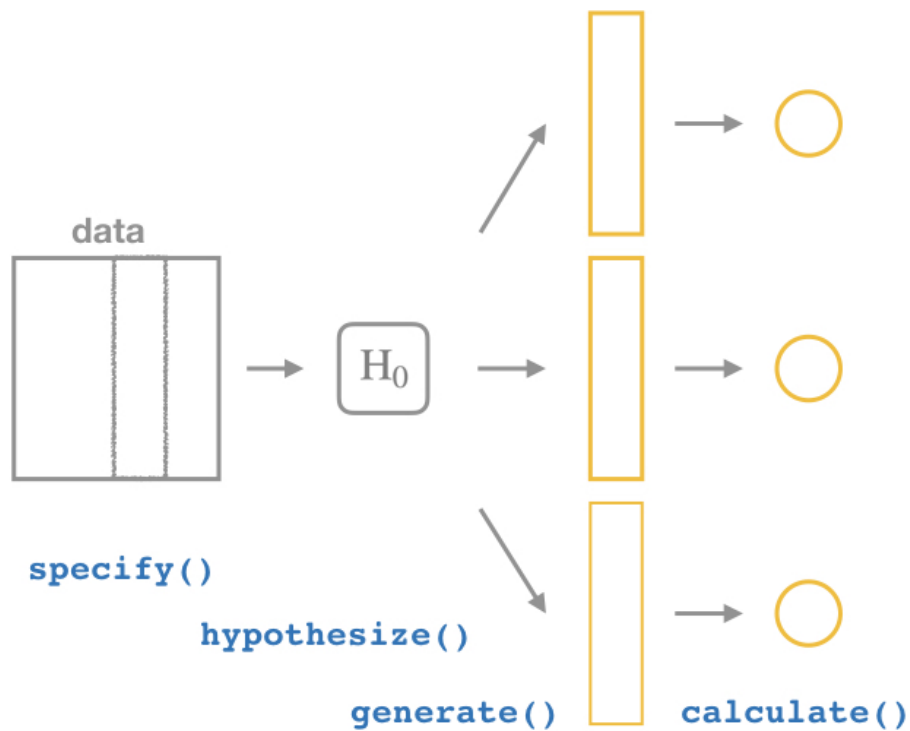 data
H₀
specify()
hypothesize()
generate()
calculate()